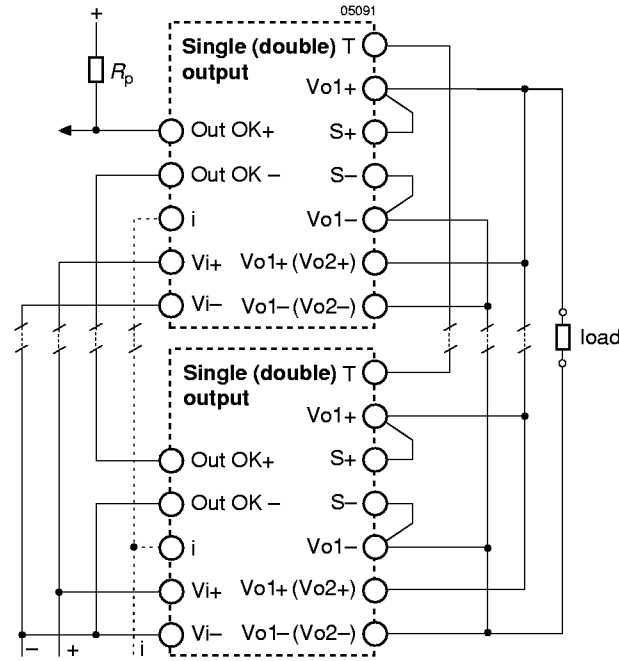 05091
+
Single (double) T
output
Rp
Vo1+
Out OK+ S+
Out OK – S–
i Vo1–
Vi+ Vo1+ (Vo2+)
Vi– Vo1– (Vo2–)
load
Single (double) T
output
Vo1+
Out OK+ S+
Out OK – S–
i Vo1–
Vi+ Vo1+ (Vo2+)
Vi– Vo1– (Vo2–)
– + i